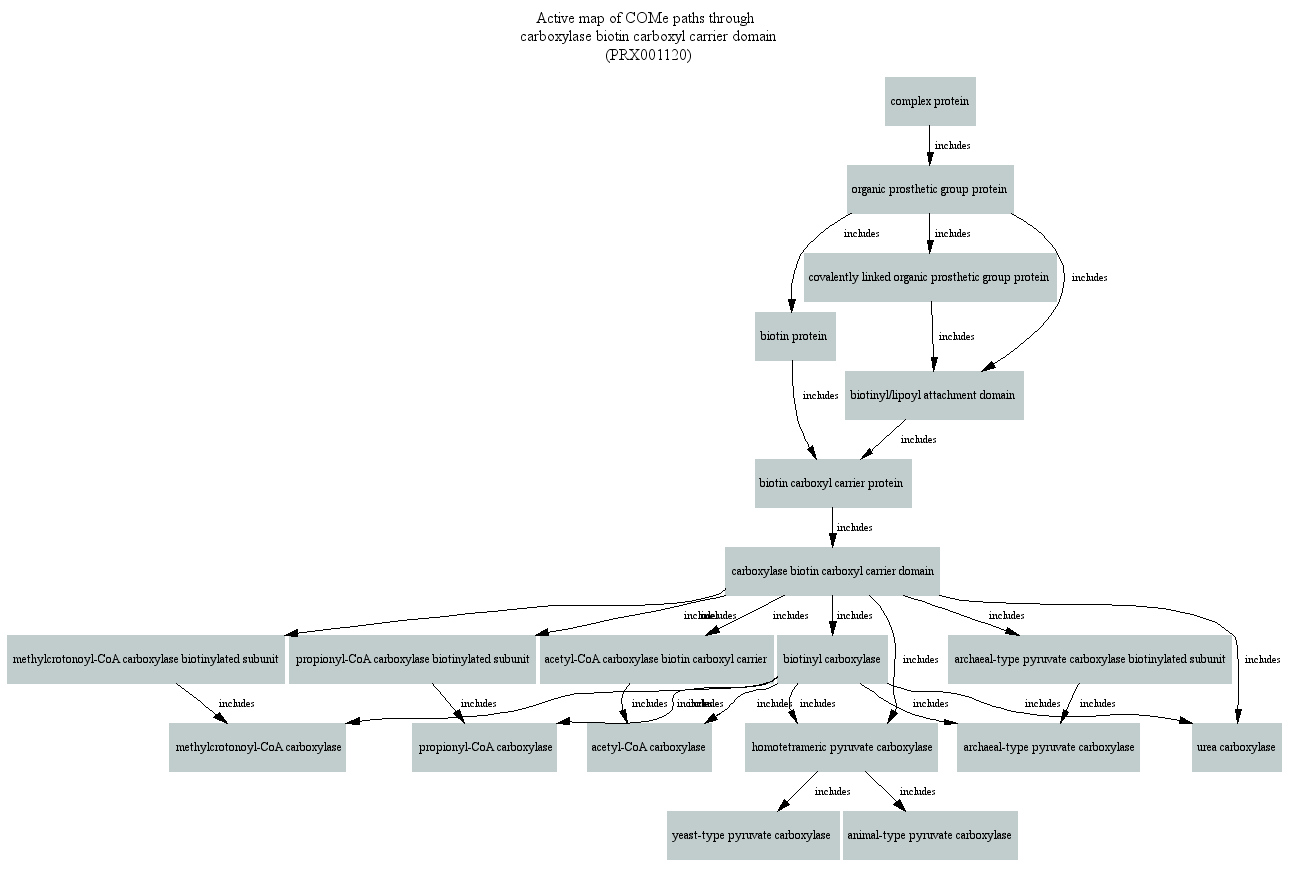 Active map of COMe paths through
carboxylase biotin carboxyl carrier domain
(PRX001120)
complex protein
includes
organic prosthetic group protein
includes
includes
covalently linked organic prosthetic group protein
includes
biotin protein
includes
biotinyl/lipoyl attachment domain
includes
includes
biotin carboxyl carrier protein
includes
carboxylase biotin carboxyl carrier domain
includes
includes
includes
includes
includes
methylcrotonoyl-CoA carboxylase biotinylated subunit
propionyl-CoA carboxylase biotinylated subunit
acetyl-CoA carboxylase biotin carboxyl carrier
biotinyl carboxylase
includes
archaeal-type pyruvate carboxylase biotinylated subunit
includes
includes
includes
includes
includes
includes
includes
includes
includes
includes
includes
methylcrotonoyl-CoA carboxylase
propionyl-CoA carboxylase
acetyl-CoA carboxylase
homotetrameric pyruvate carboxylase
archaeal-type pyruvate carboxylase
urea carboxylase
includes
includes
yeast-type pyruvate carboxylase
animal-type pyruvate carboxylase